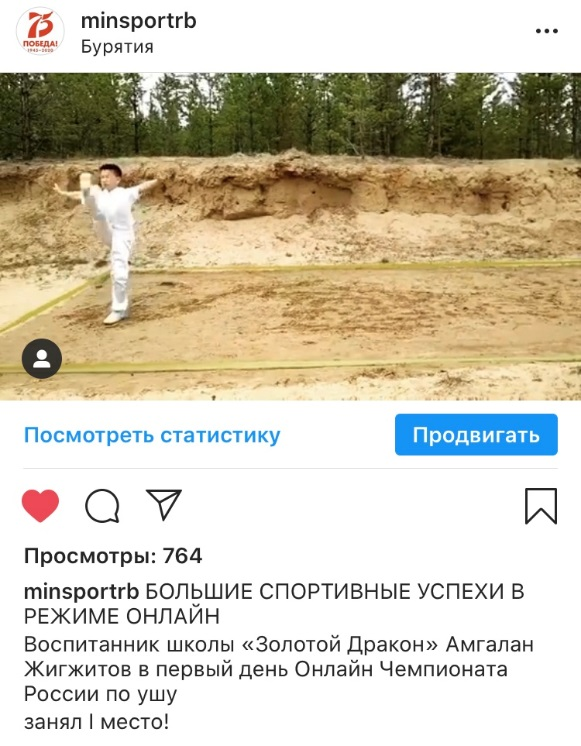 75
ПОБЕДА!
1945-2020
minsportrb
Бурятия
Посмотреть статистику
Продвигать
Просмотры: 764
minsportrb БОЛЬШИЕ СПОРТИВНЫЕ УСПЕХИ В
РЕЖИМЕ ОНЛАЙН
Воспитанник школы «Золотой Дракон» Амгалан
Жигжитов в первый день Онлайн Чемпионата
России по ушу
занял I место!